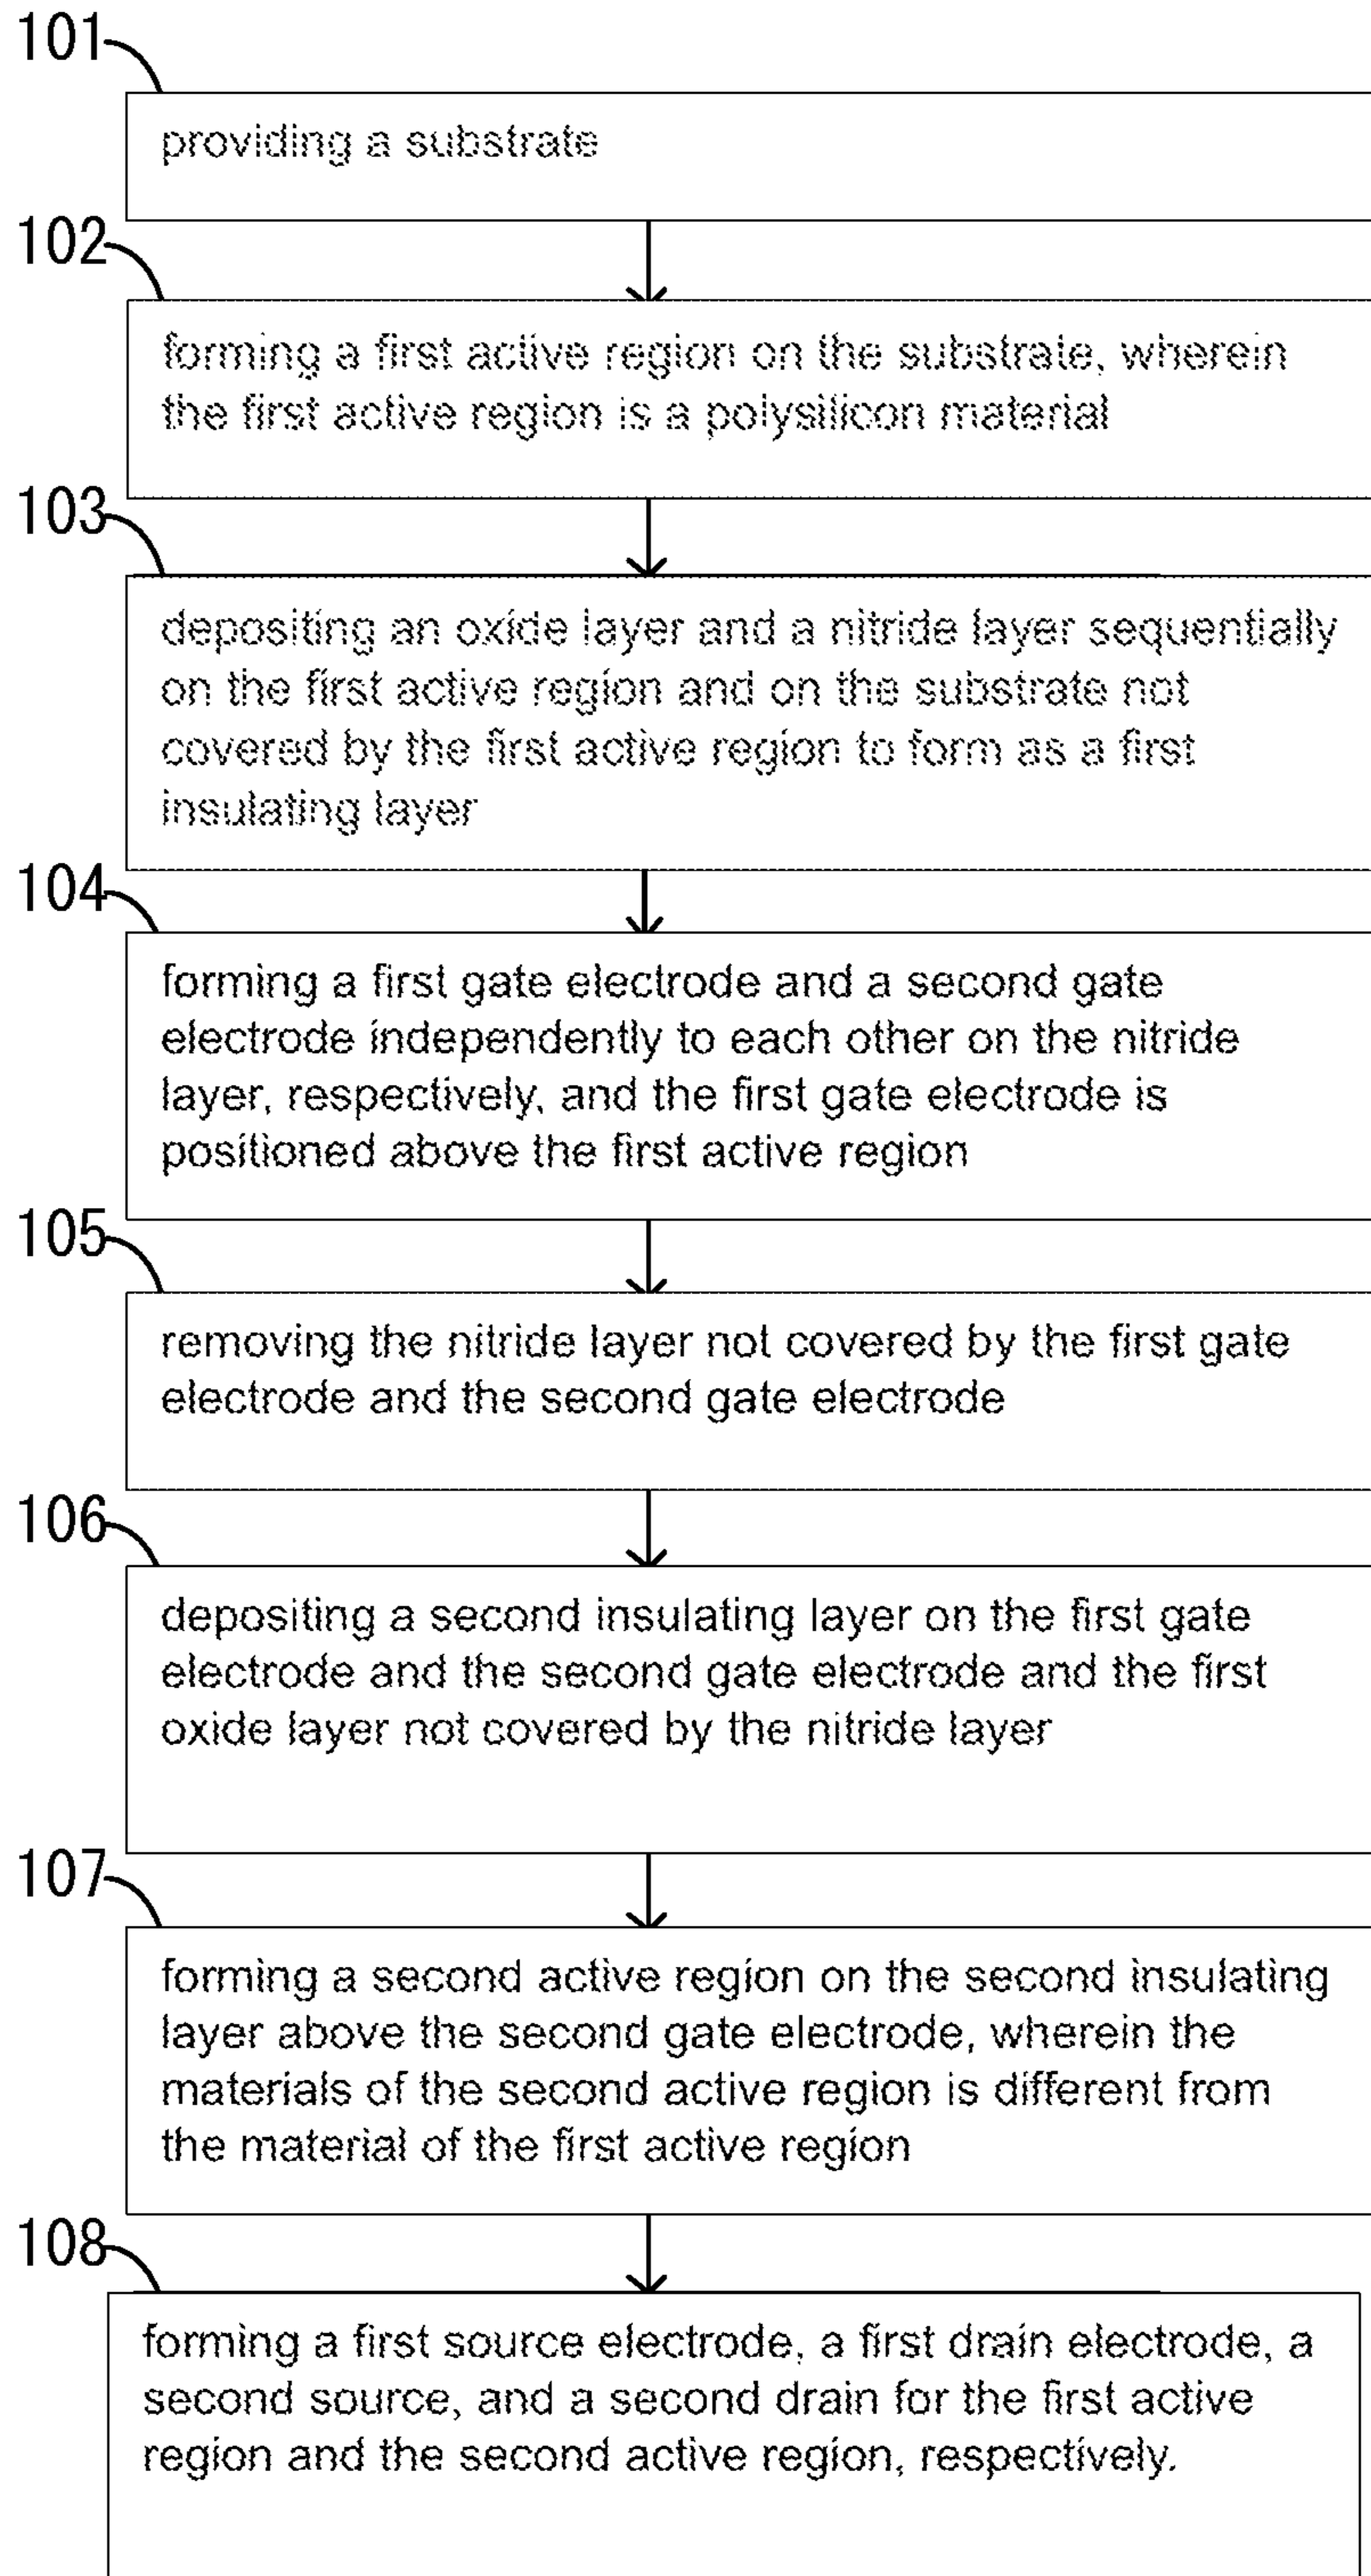 101
providing a substrate
102
forming a first active region on the substrate, wherein
the first active region is a polysilicon material
103
depositing an oxide layer and a nitride layer sequentially
on the first active region and on the substrate not
covered by the first active region to form as a first
insulating layer
104
forming a first gate electrode and a second gate
electrode independently to each other on the nitride
layer, respectively, and the first gate electrode is
positioned above the first active region
105
removing the nitride layer not covered by the first gate
electrode and the second gate electrode
106
depositing a second insulating layer on the first gate
electrode and the second gate electrode and the first
oxide layer not covered by the nitride layer
107
forming a second active region on the second insulating
layer above the second gate electrode, wherein the
materials of the second active region is different from
the material of the first active region
108
forming a first source electrode, a first drain electrode, a
second source, and a second drain for the first active
region and the second active region, respectively.